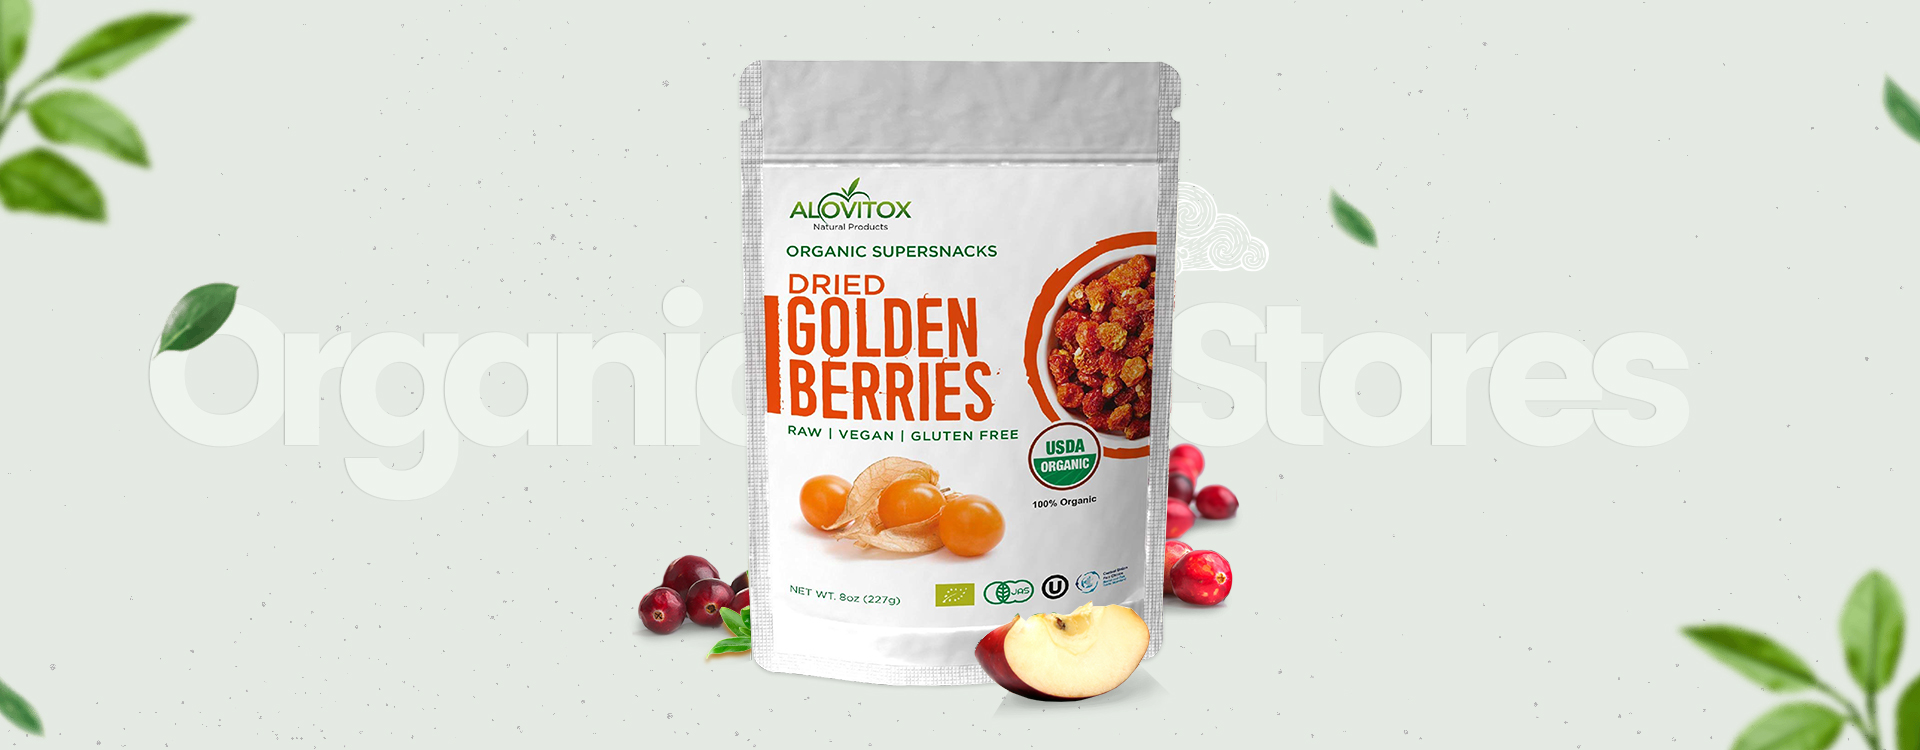 Organic Stores
ALOVITOX
Natural Products
ORGANIC SUPERSNACKS
DRIED
GOLDEN
BERRIES
RAW | VEGAN | GLUTEN FREE
USDA
ORGANIC
100% Organic
NET WT. 8oz (227g)
JAS
U